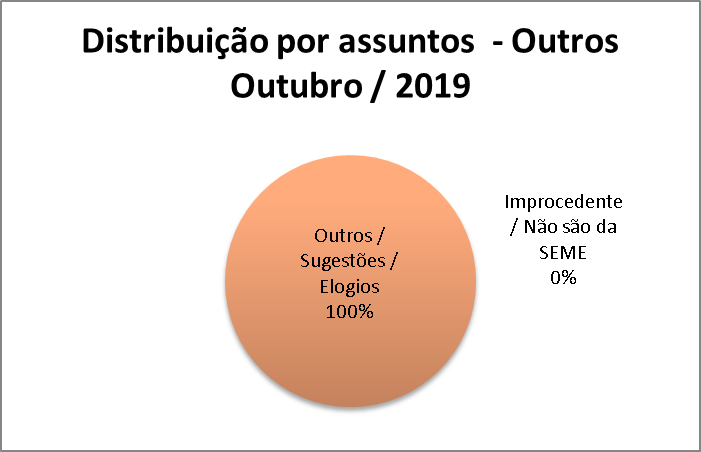 Distribuição por assuntos - Outros
Outubro / 2019
Outros /
Sugestões /
Elogios
100%
Improcedente
/ Não são da
SEME
0%